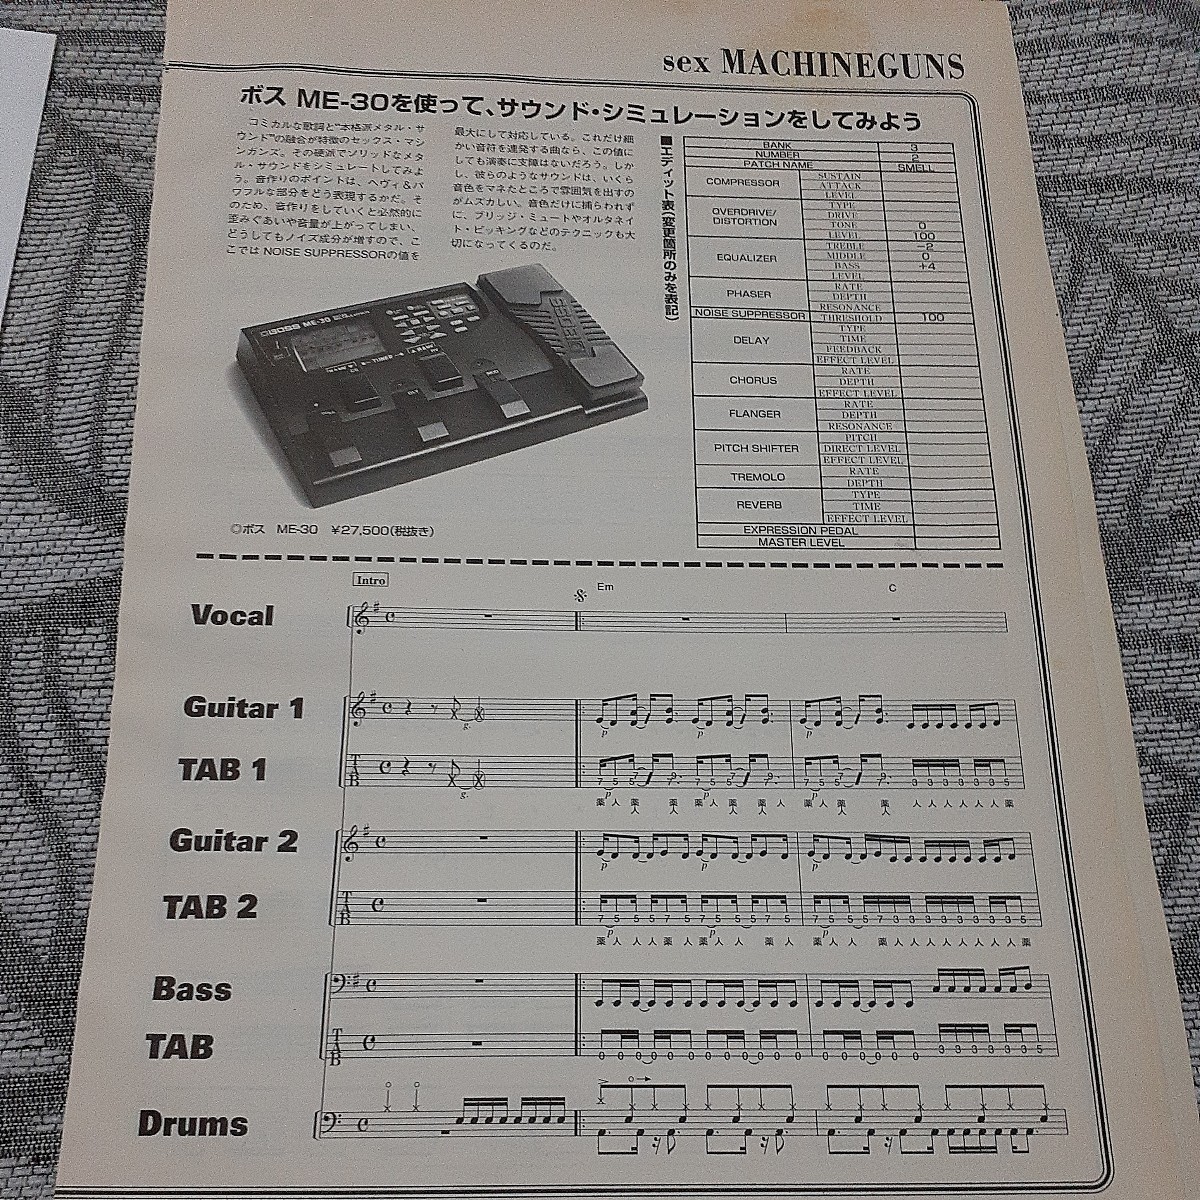 sex MACHINEGUNS
ボス ME-30を使って、サウンド・シミュレーションをしてみよう
コミカルな歌詞と"本格派メタル・サ
ウンド"の融合が特徴のセックス・マシ
ンガンズ。その硬派でソリッドなメタ
ル・サウンドをシミュレートしてみよ
う。音作りのポイントは、ヘヴィ&パ
ワフルな部分をどう表現するかだ。そ
のため、音作りをしていくと必然的に
歪みぐあいや音量が上がってしまい、
どうしてもノイズ成分が増すので、こ
こではNOISE SUPPRESSORの値を
最大にして対応している。これだけ細
かい音符を連発する曲なら、この値に
しても演奏に支障はないだろう。しか
し、彼らのようなサウンドは、いくら
音色をマネたところで雰囲気を出すの
がムズカしい。音色だけに捕らわれず
に、ブリッジ・ミュートやオルタネイ
ト・ピッキングなどのテクニックも大
切になってくるのだ。
■エディット表(変更箇所のみを表記)
BANK 3
NUMBER 2
PATCH NAME SMELL
COMPRESSOR SUSTAIN
ATTACK
LEVEL
OVERDRIVE/DISTORTION TYPE
DRIVE
TONE 0
LEVEL 100
EQUALIZER TREBLE −2
MIDDLE 0
BASS +4
LEVEL
PHASER RATE
DEPTH
RESONANCE
NOISE SUPPRESSOR THRESHOLD 100
DELAY TYPE
TIME
FEEDBACK
EFFECT LEVEL
CHORUS RATE
DEPTH
EFFECT LEVEL
FLANGER RATE
DEPTH
RESONANCE
PITCH SHIFTER PITCH
DIRECT LEVEL
EFFECT LEVEL
TREMOLO RATE
DEPTH
REVERB TYPE
TIME
EFFECT LEVEL
EXPRESSION PEDAL
MASTER LEVEL
BOSS ME-30
BOSS
◎ボス ME-30 ¥27,500(税抜き)
Intro
Em C
Vocal
Guitar 1
TAB 1
Guitar 2
TAB 2
Bass
TAB
Drums